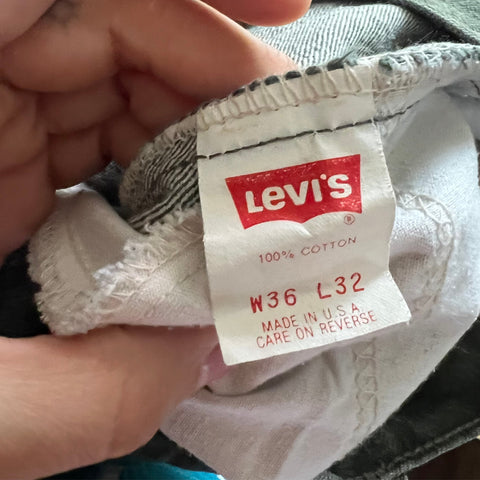 Levi's ®
100% COTTON
W36 L32
MADE IN U.S.A.
CARE ON REVERSE